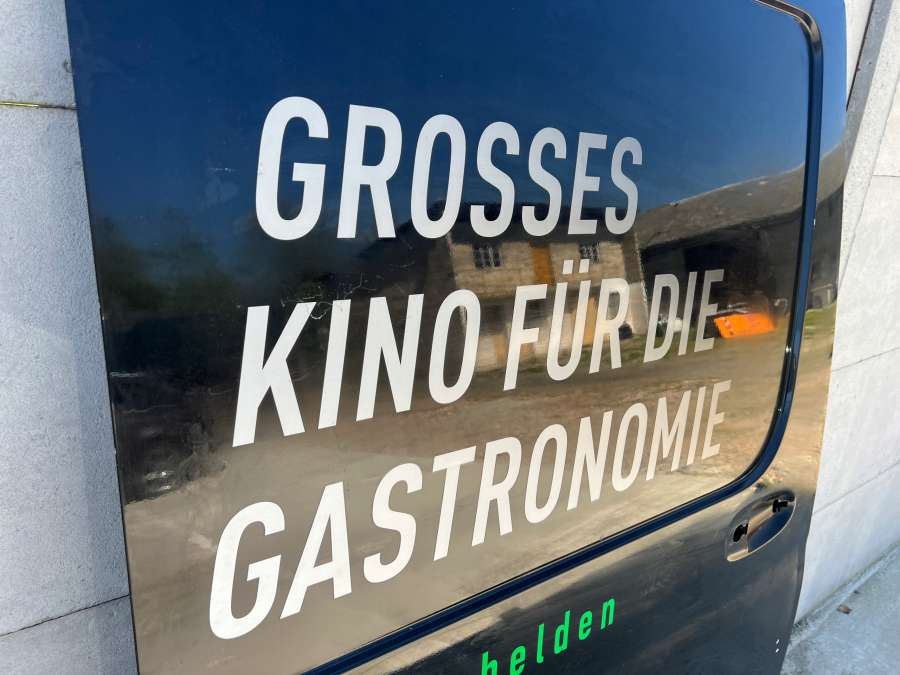 GROSSES
KINO FÜR DIE
GASTRONOMIE
helden